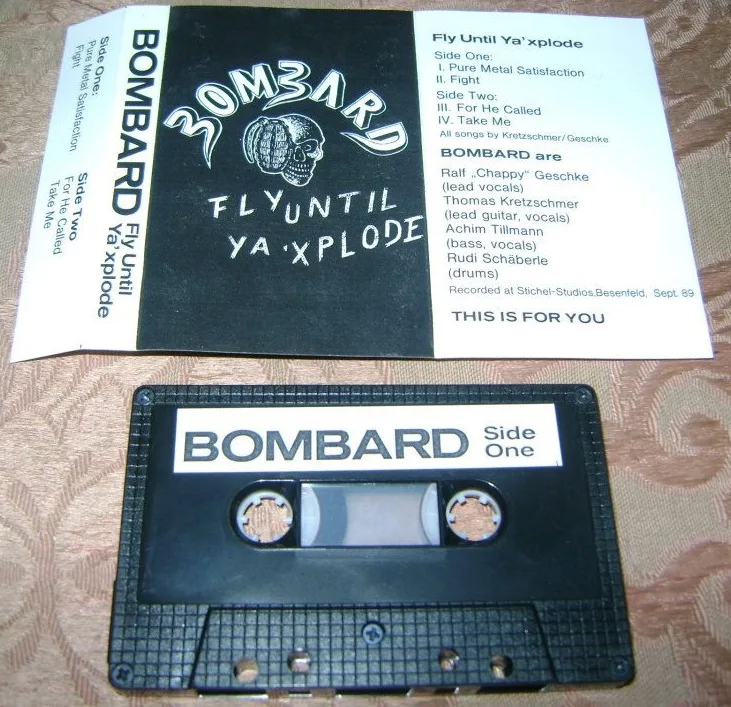 Side One:
Pure Metal Satisfaction
Fight
Side Two
For He Called
Take Me
BOMBARD Fly Until
Ya'xplode
BOMBARD
FLY UNTIL
YA'XPLODE
Fly Until Ya'xplode
Side One:
I. Pure Metal Satisfaction
II. Fight
Side Two:
III. For He Called
IV. Take Me
All songs by Kretzschmer/Geschke
BOMBARD are
Ralf „Chappy" Geschke
(lead vocals)
Thomas Kretzschmer
(lead guitar, vocals)
Achim Tillmann
(bass, vocals)
Rudi Schäberle
(drums)
Recorded at Stichel-Studios,Besenfeld, Sept. 89
THIS IS FOR YOU
BOMBARD Side
One